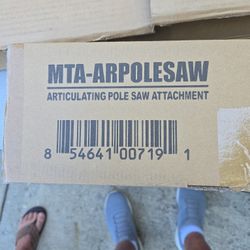 MTA-ARPOLESAW
ARTICULATING POLE SAW ATTACHMENT
8 54641 00719 1